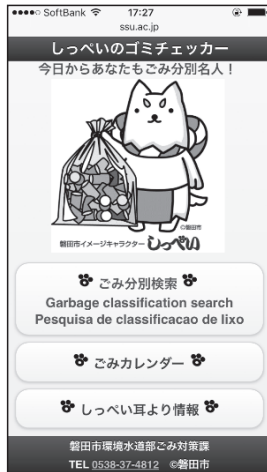 SoftBank 17:27
ssu.ac.jp
しっぺいのゴミチェッカー
今日からあなたもごみ分別名人！
©磐田市
磐田市イメージキャラクター しっぺい
ごみ分別検索
Garbage classification search
Pesquisa de classificacao de lixo
ごみカレンダー
しっぺい耳より情報
磐田市環境水道部ごみ対策課
TEL 0538-37-4812 ©磐田市